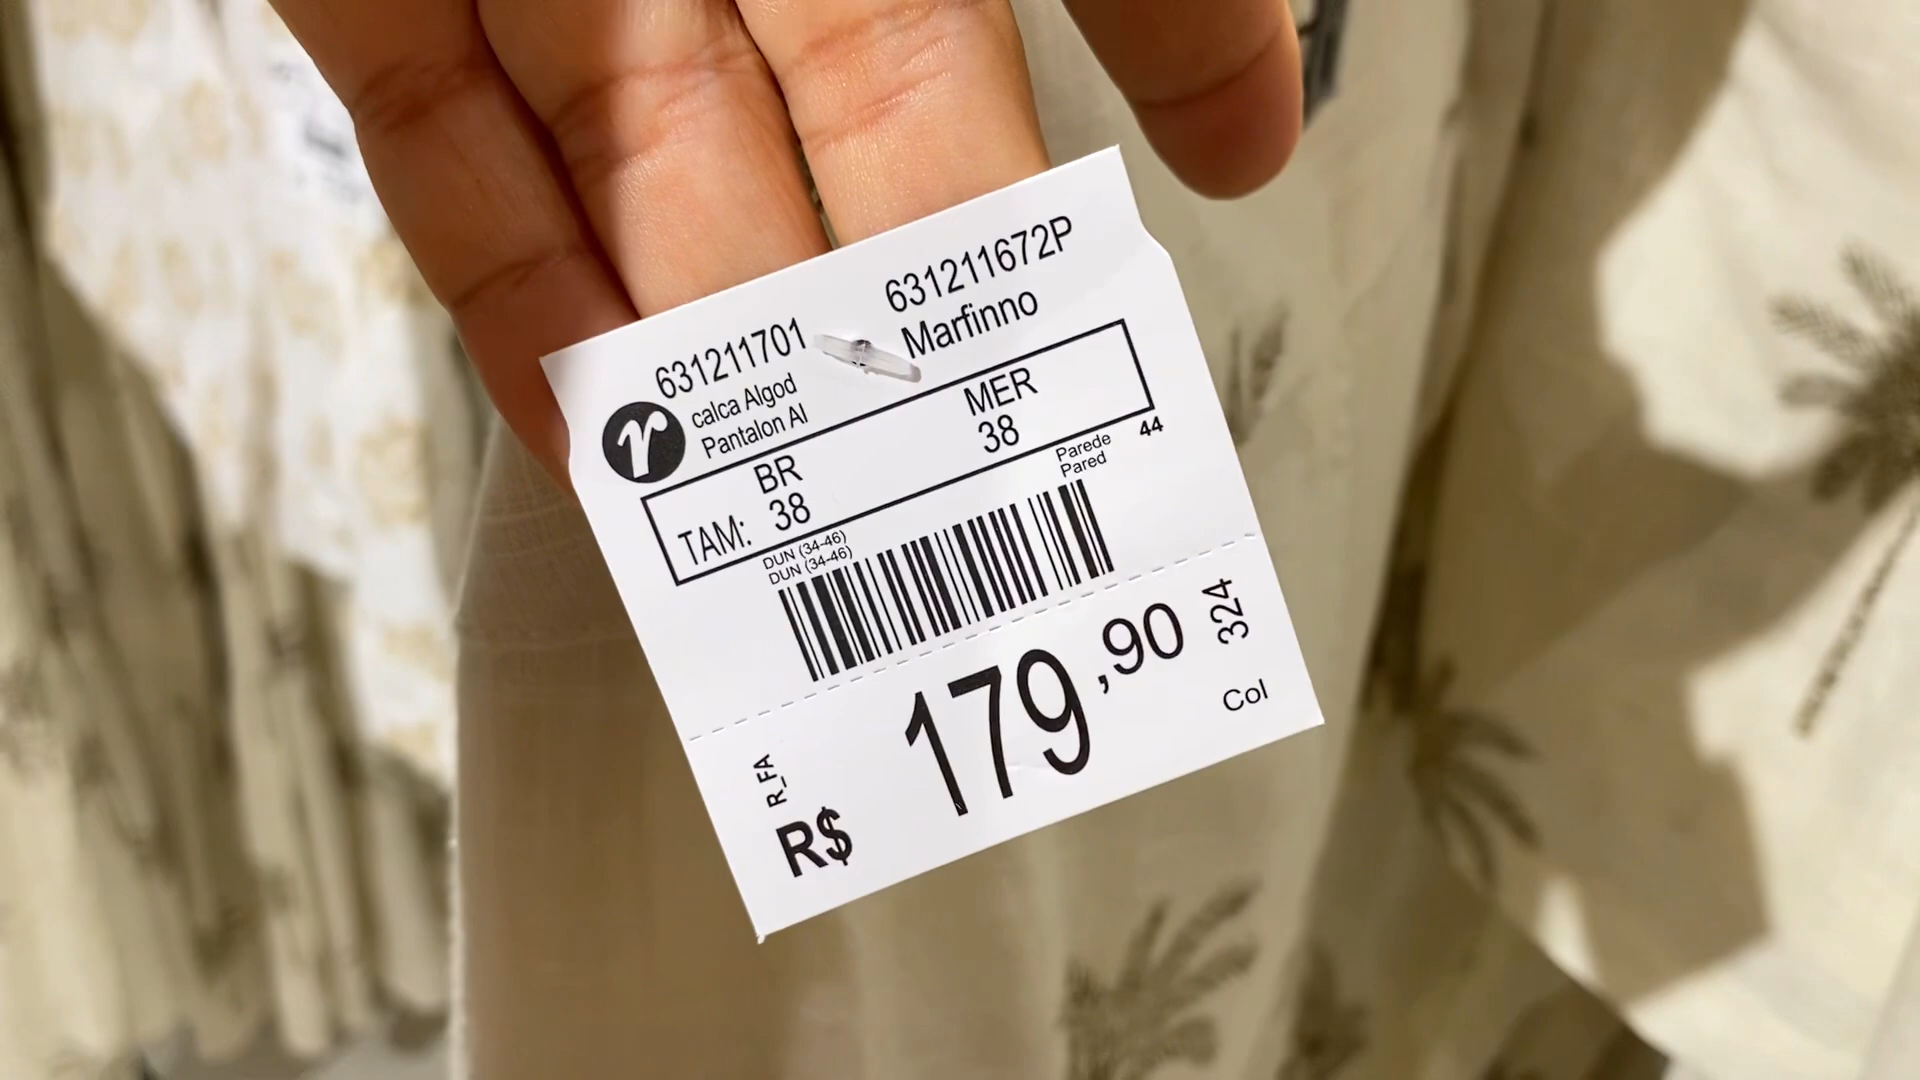 631211701
631211672P
Marfinno
r
calca Algod
Pantalon Al
BR
MER
TAM: 38
38
Parede
Pared
44
DUN (34-46)
DUN (34-46)
R$ 179,90
R_FA
324
Col